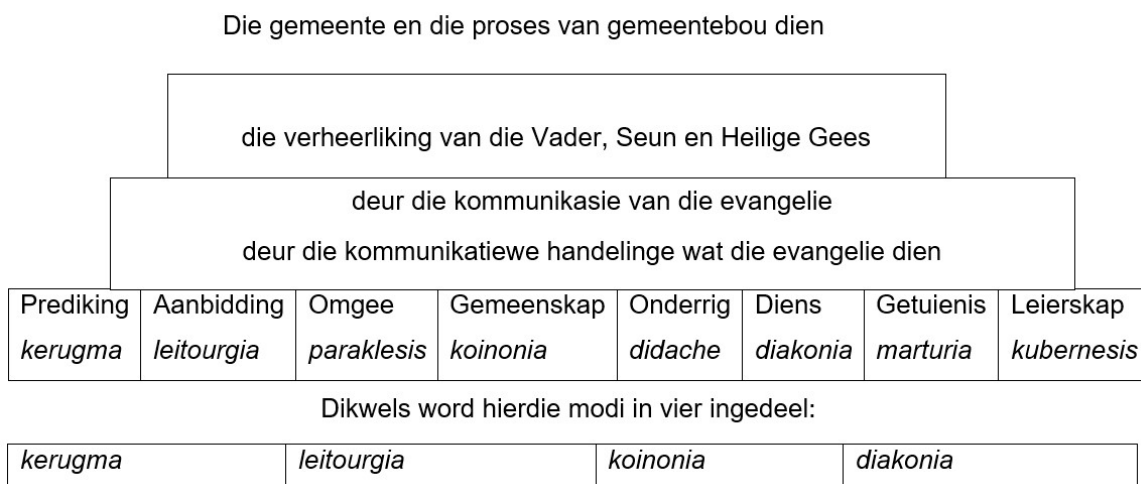 Die gemeente en die proses van gemeentebou dien
die verheerliking van die Vader, Seun en Heilige Gees
deur die kommunikasie van die evangelie
deur die kommunikatiewe handelinge wat die evangelie dien
Prediking Aanbidding Omgee Gemeenskap Onderrig Diens Getuienis Leierskap
kerugma leitourgia paraklesis koinonia didache diakonia marturia kubernesis
Dikwels word hierdie modi in vier ingedeel:
kerugma leitourgia koinonia diakonia